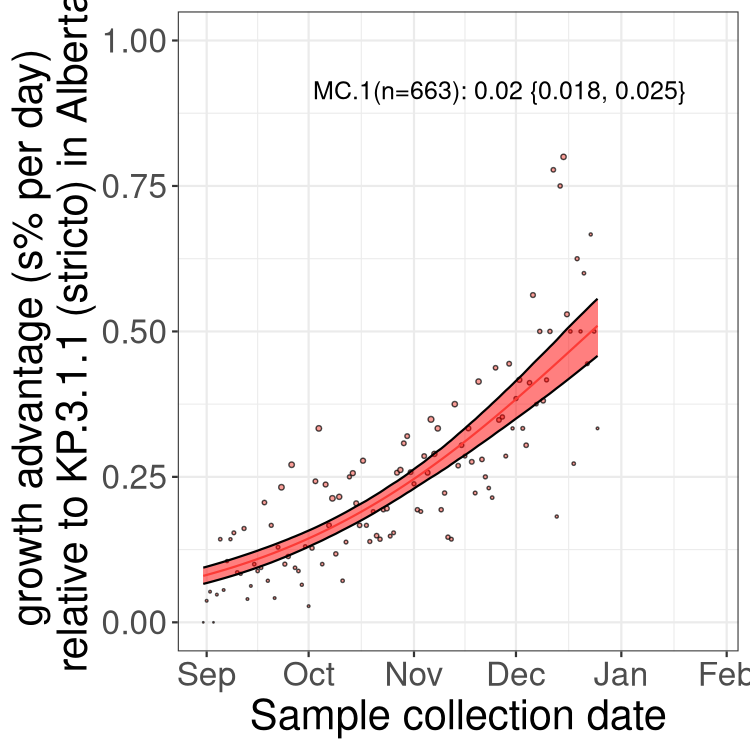 growth advantage (s% per day)
relative to KP.3.1.1 (stricto) in Alberta
1.00
0.75
0.50
0.25
0.00
MC.1(n=663): 0.02 {0.018, 0.025}
Sep Oct Nov Dec Jan Feb
Sample collection date